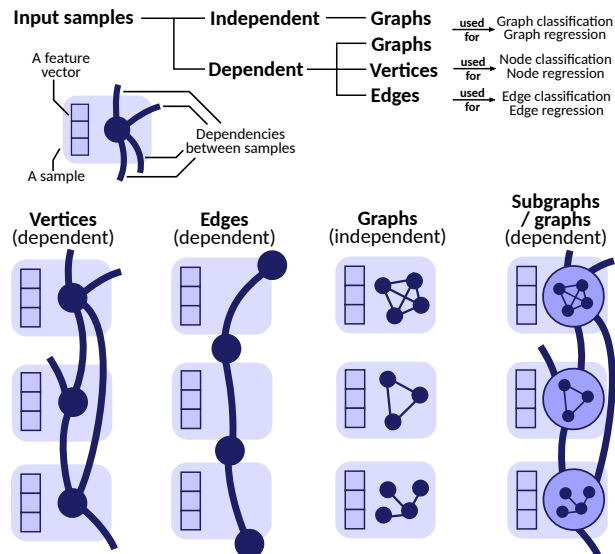 Input samples
Independent
Graphs
used
for
Graph classification
Graph regression
Graphs
Dependent
Vertices
used
for
Node classification
Node regression
Edges
used
for
Edge classification
Edge regression
A feature
vector
Dependencies
between samples
A sample
Vertices
(dependent)
Edges
(dependent)
Graphs
(independent)
Subgraphs
/ graphs
(dependent)